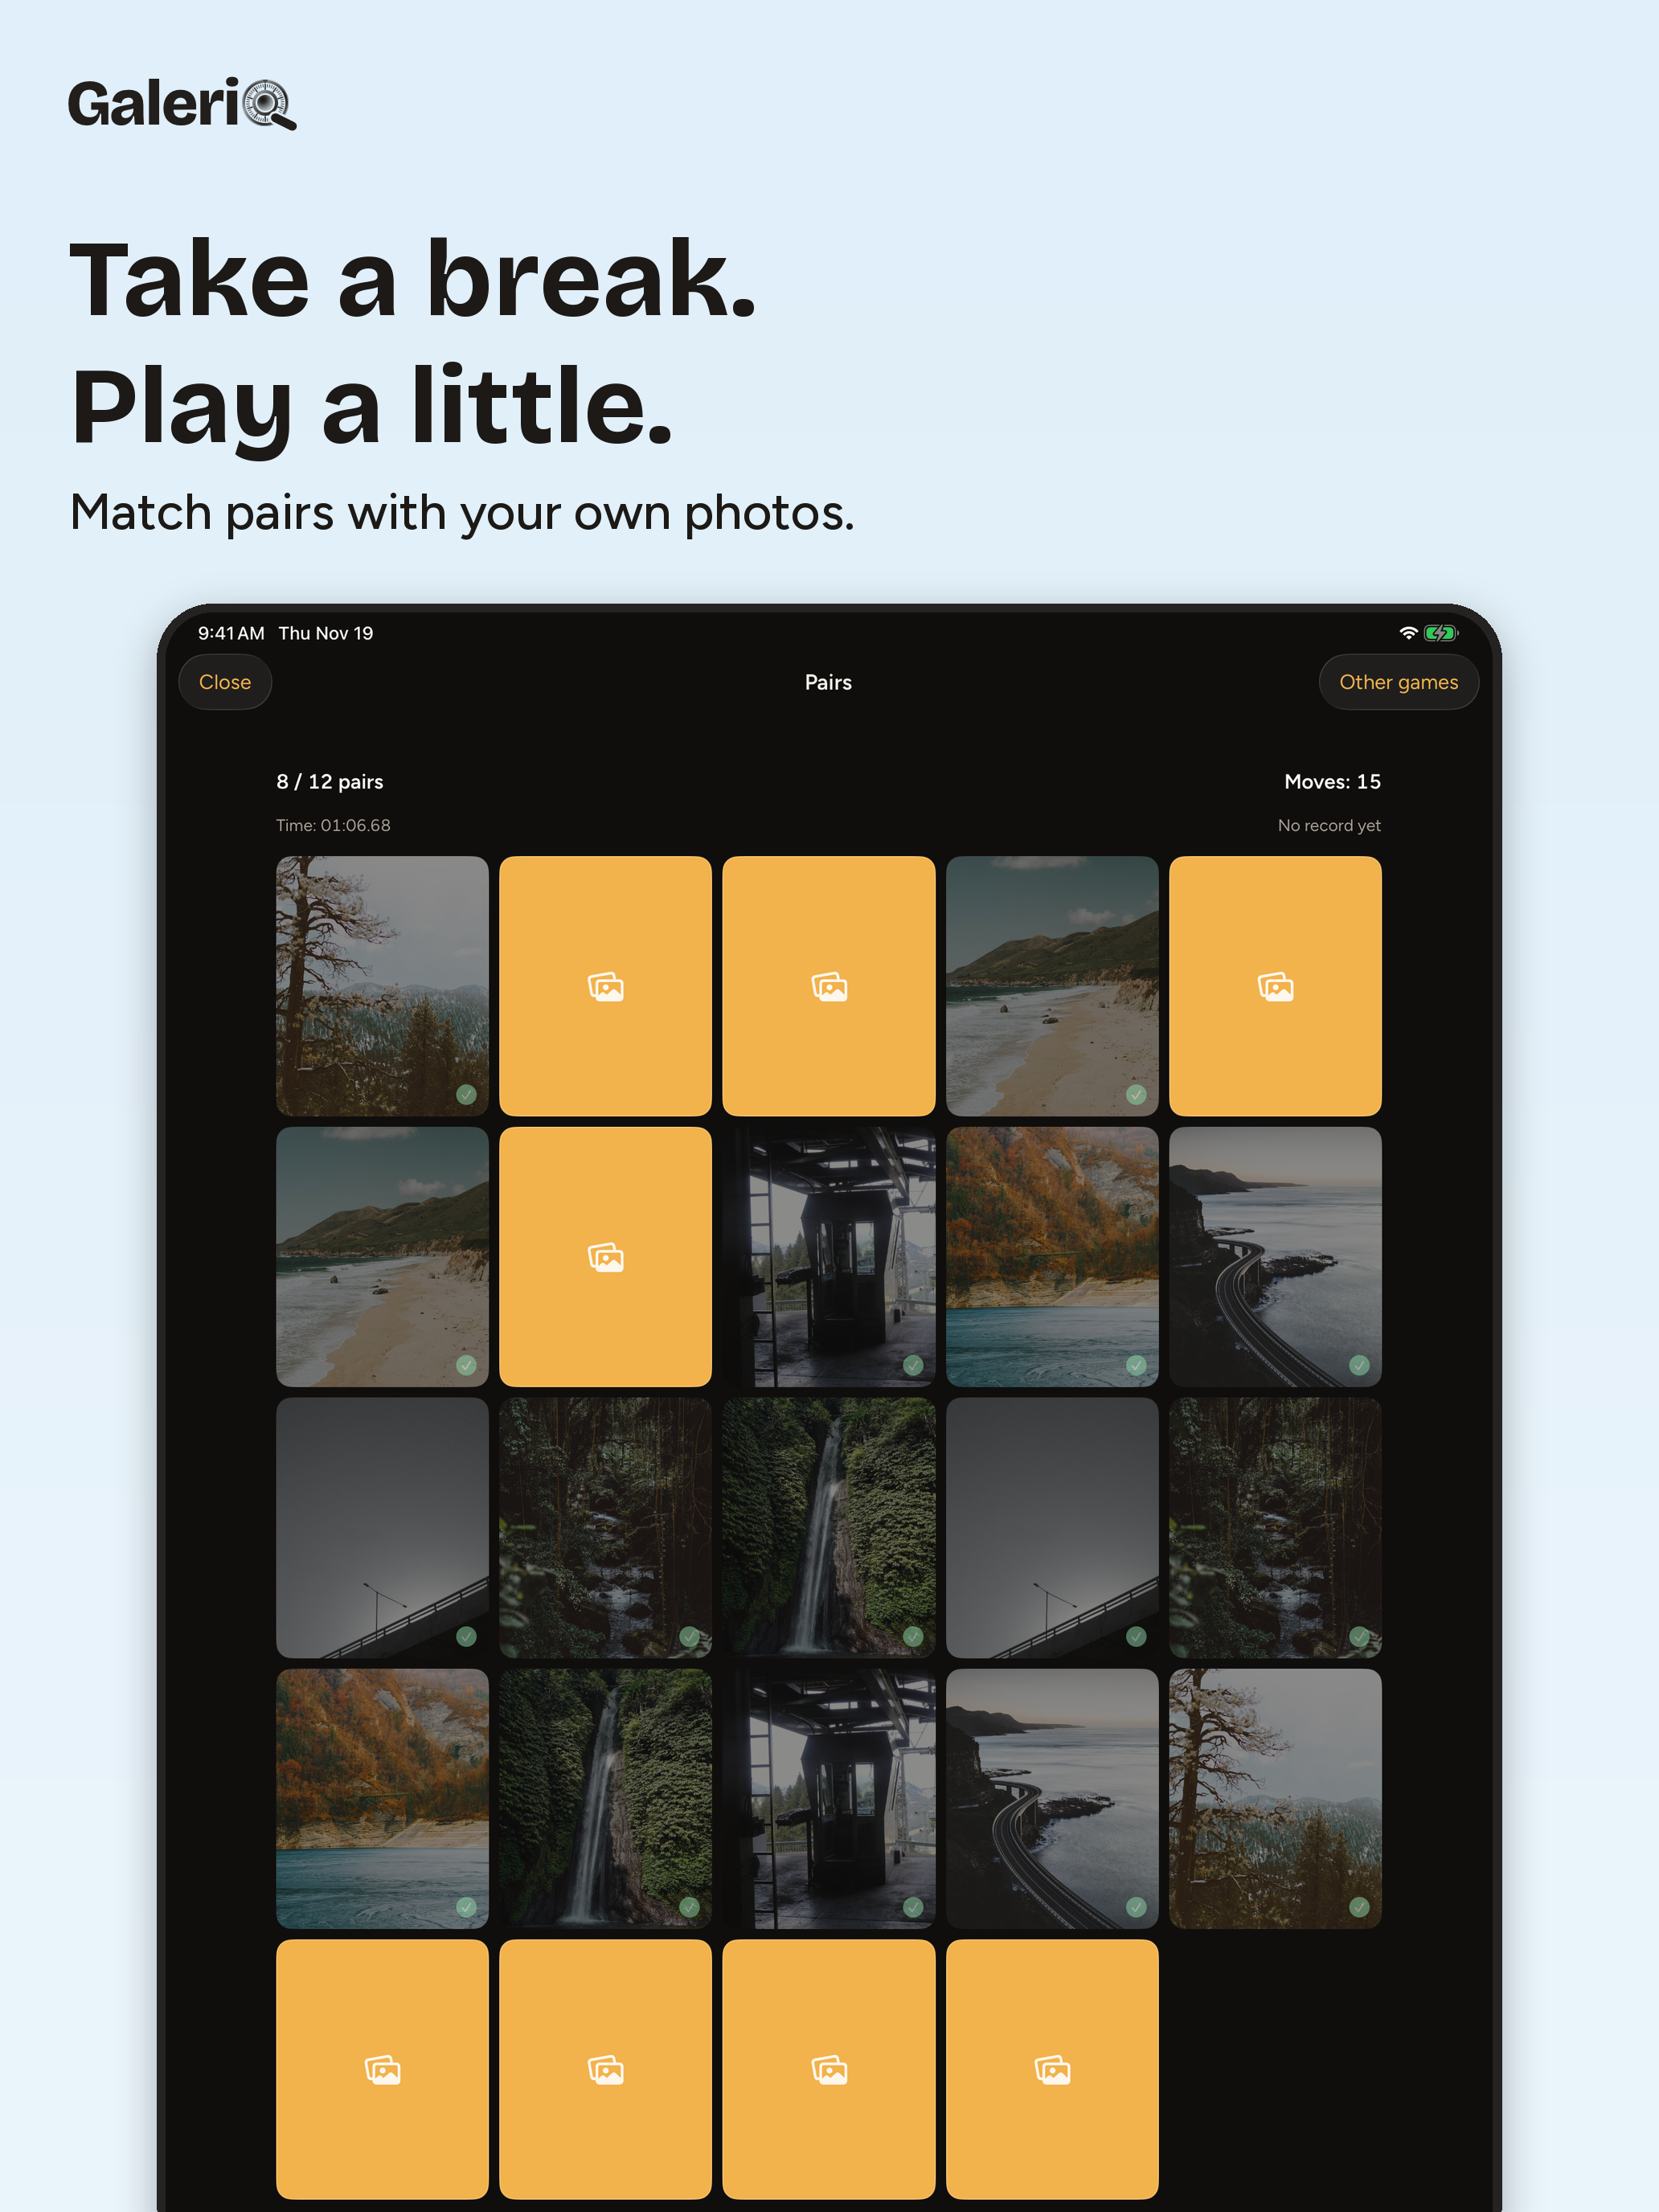 GaleriQ
Take a break.
Play a little.
Match pairs with your own photos.
9:41 AM Thu Nov 19
Close
Pairs
Other games
8 / 12 pairs
Moves: 15
Time: 01:06.68
No record yet